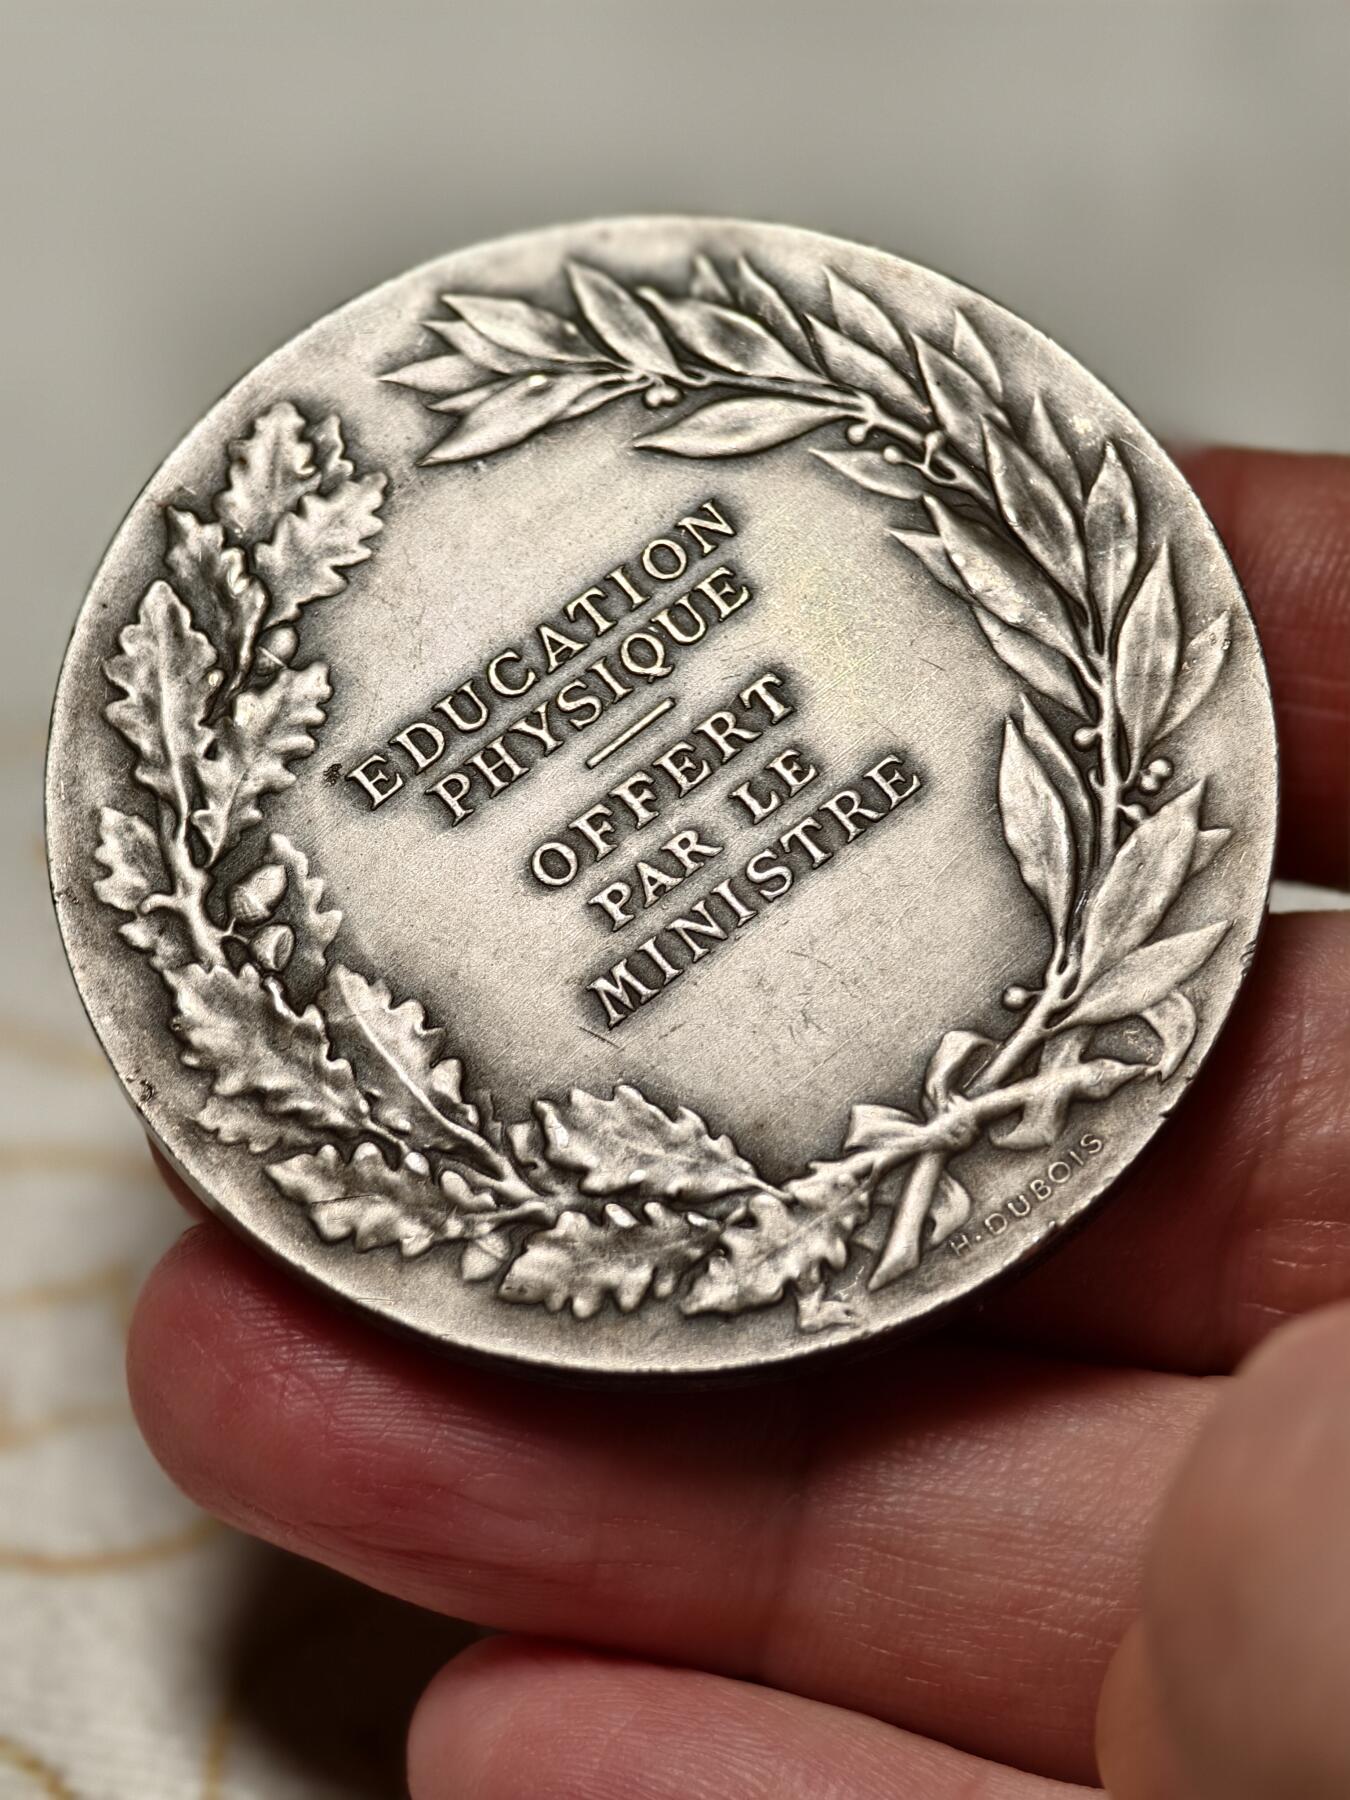 EDUCATION
PHYSIQUE
OFFERT
PAR LE
MINISTRE
H. DUBOIS